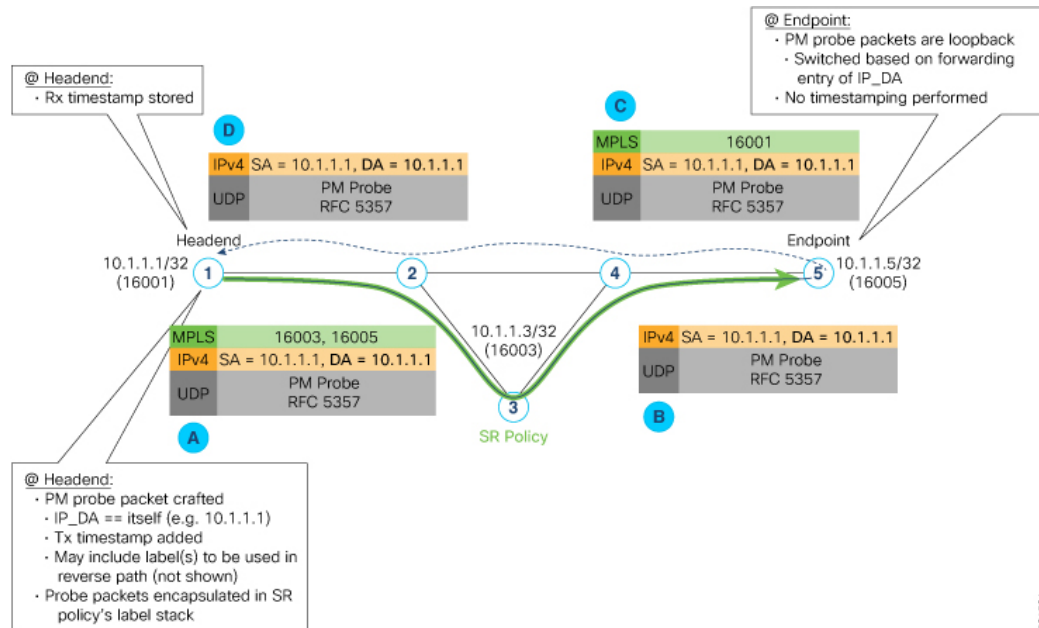 @ Endpoint:
· PM probe packets are loopback
· Switched based on forwarding
entry of IP_DA
· No timestamping performed
@ Headend:
· Rx timestamp stored
D
IPv4 SA = 10.1.1.1, DA = 10.1.1.1
UDP
PM Probe
RFC 5357
C
MPLS 16001
IPv4 SA = 10.1.1.1, DA = 10.1.1.1
UDP
PM Probe
RFC 5357
Headend
10.1.1.1/32
(16001)
1
2
4
Endpoint
5
10.1.1.5/32
(16005)
10.1.1.3/32
(16003)
3
SR Policy
MPLS 16003, 16005
IPv4 SA = 10.1.1.1, DA = 10.1.1.1
UDP
PM Probe
RFC 5357
A
IPv4 SA = 10.1.1.1, DA = 10.1.1.1
UDP
PM Probe
RFC 5357
B
@ Headend:
· PM probe packet crafted
· IP_DA == itself (e.g. 10.1.1.1)
· Tx timestamp added
· May include label(s) to be used in
reverse path (not shown)
· Probe packets encapsulated in SR
policy's label stack